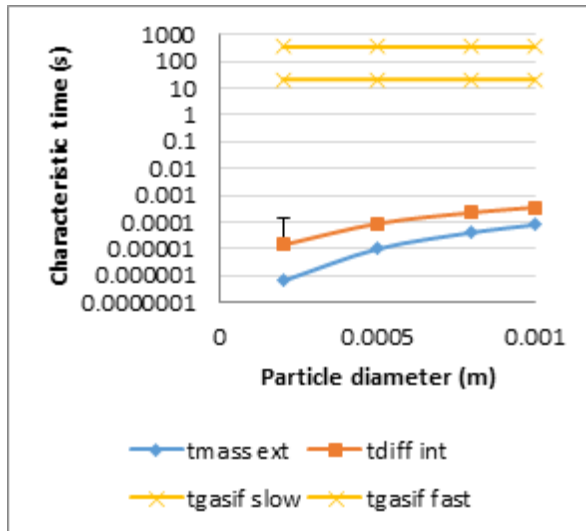 Characteristic time (s)
1000
100
10
1
0.1
0.01
0.001
0.0001
0.00001
0.000001
0.0000001
0 0.0005 0.001
Particle diameter (m)
tmass ext tdiff int
tgasif slow tgasif fast